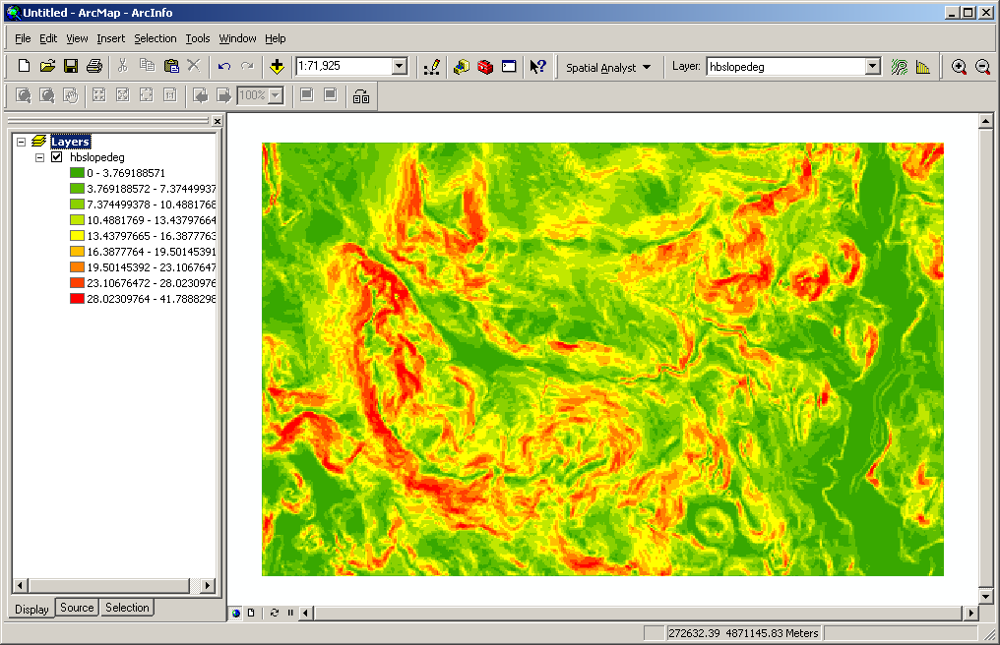 Untitled - ArcMap - ArcInfo
File Edit View Insert Selection Tools Window Help
1:71,925
Spatial Analyst
Layer: hbslopedeg
100%
1:1
Layers
hbslopedeg
0 - 3.769188571
3.769188572 - 7.37449937
7.374499378 - 10.4881768
10.4881769 - 13.43797664
13.43797665 - 16.3877763
16.3877764 - 19.50145391
19.50145392 - 23.1067647
23.10676472 - 28.0230976
28.02309764 - 41.7888298
Display Source Selection
272632.39 4871145.83 Meters